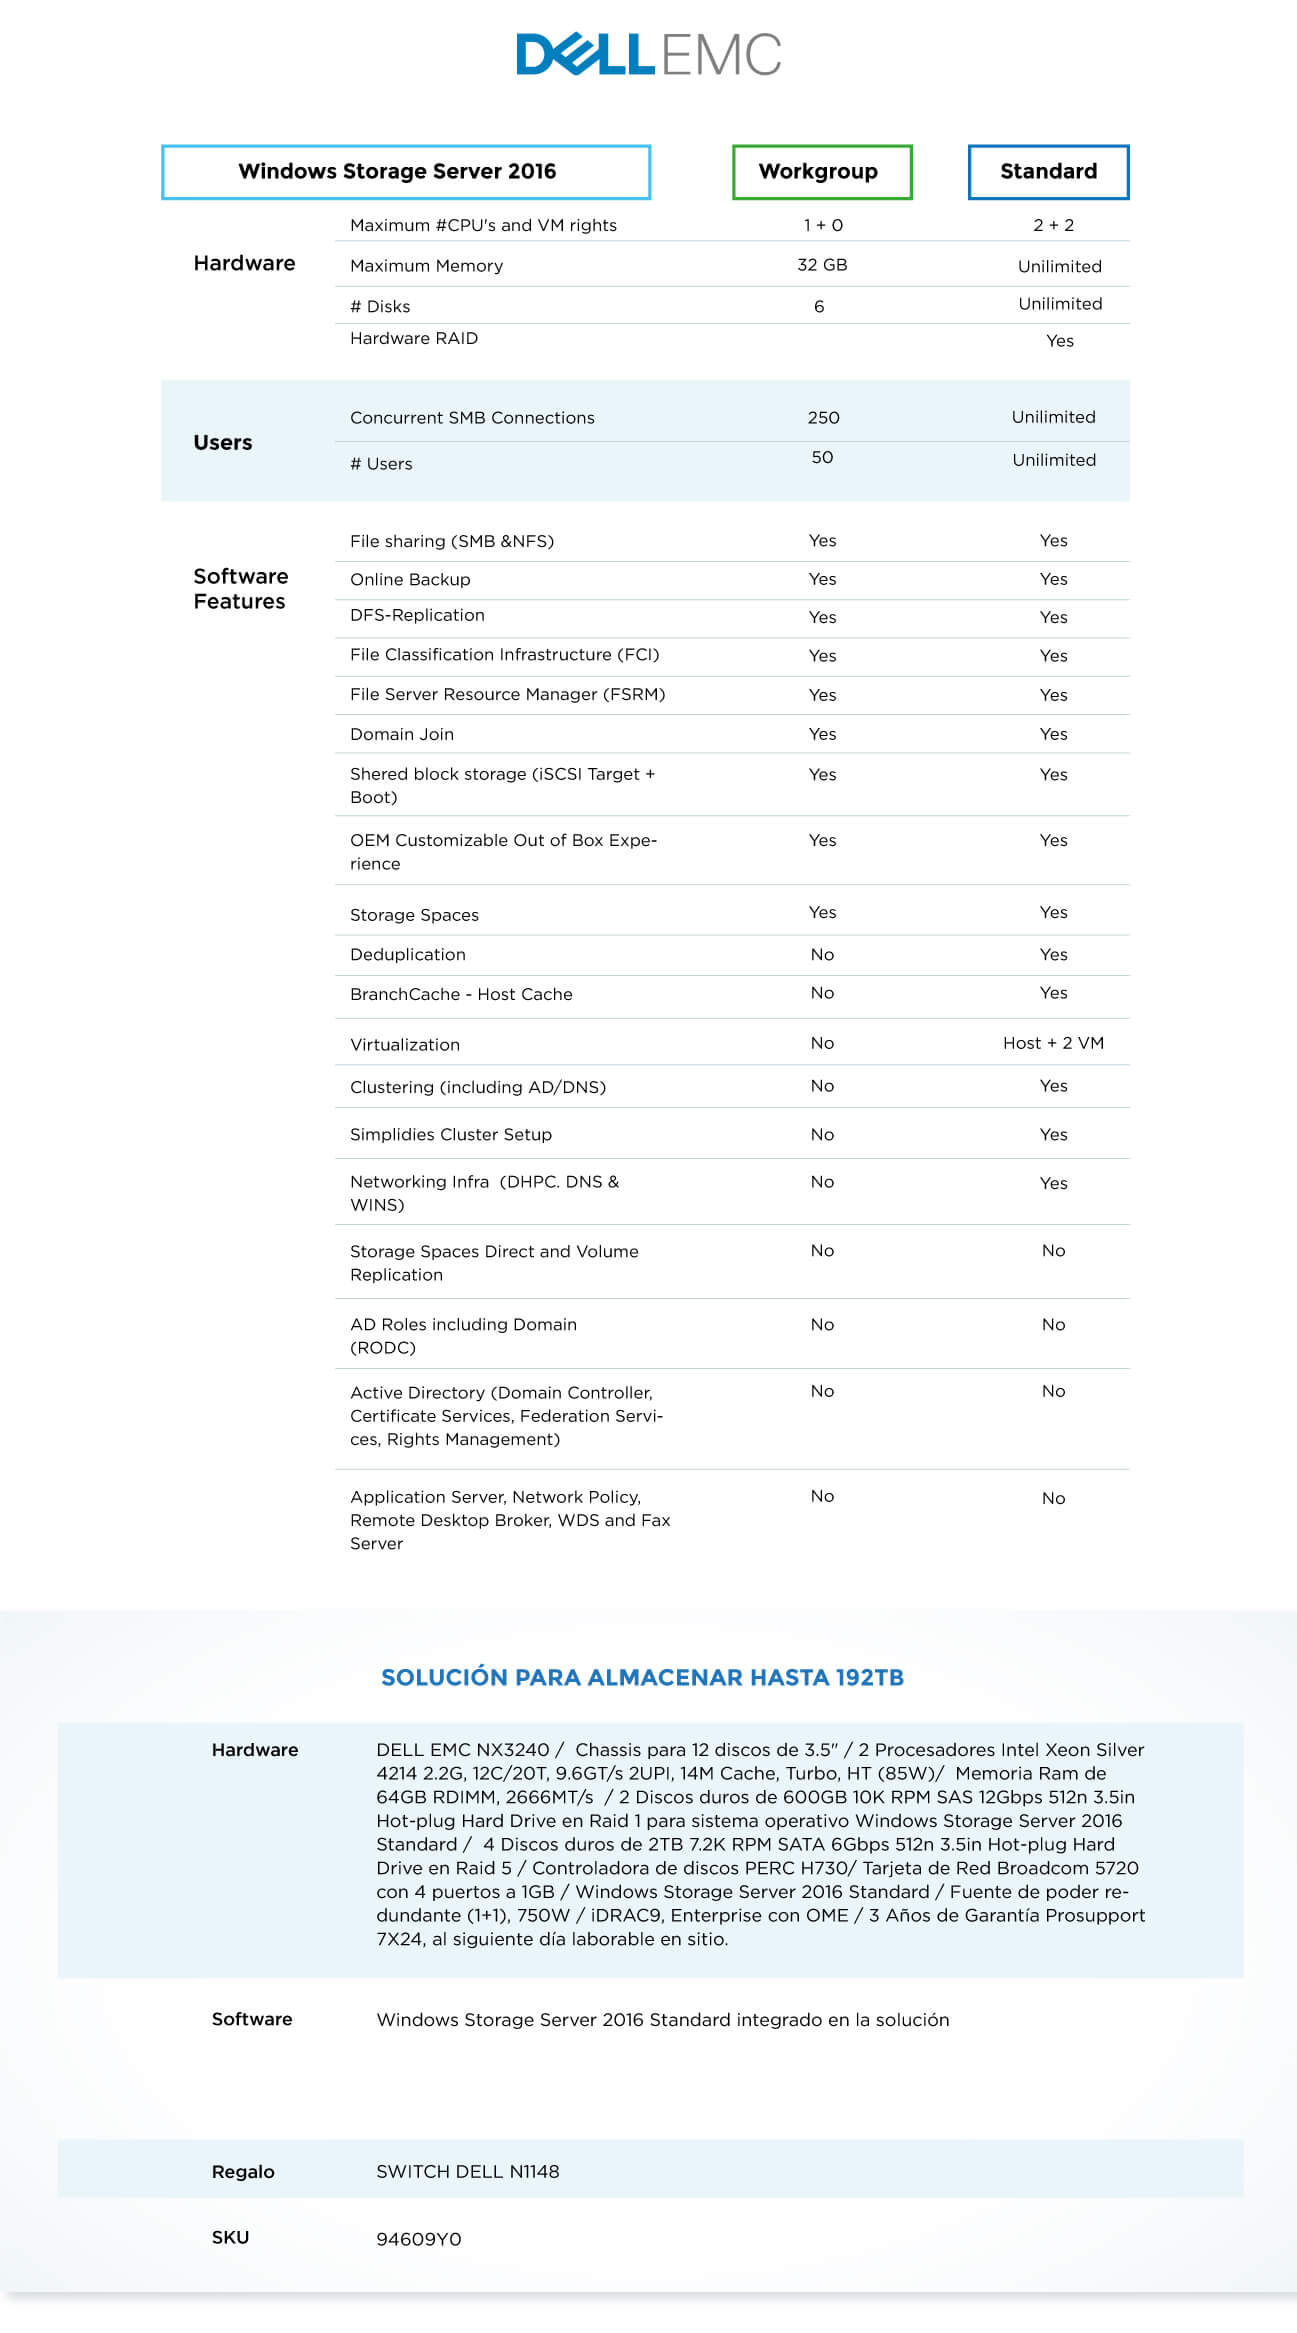 DELLEMC
Windows Storage Server 2016 Workgroup Standard
Hardware
Maximum #CPU's and VM rights 1 + 0 2 + 2
Maximum Memory 32 GB Unilimited
# Disks 6 Unilimited
Hardware RAID Yes
Users
Concurrent SMB Connections 250 Unilimited
# Users 50 Unilimited
Software
Features
File sharing (SMB &NFS) Yes Yes
Online Backup Yes Yes
DFS-Replication Yes Yes
File Classification Infrastructure (FCI) Yes Yes
File Server Resource Manager (FSRM) Yes Yes
Domain Join Yes Yes
Shered block storage (iSCSI Target + Yes Yes
Boot)
OEM Customizable Out of Box Expe- Yes Yes
rience
Storage Spaces Yes Yes
Deduplication No Yes
BranchCache - Host Cache No Yes
Virtualization No Host + 2 VM
Clustering (including AD/DNS) No Yes
Simplidies Cluster Setup No Yes
Networking Infra (DHPC. DNS & No Yes
WINS)
Storage Spaces Direct and Volume No No
Replication
AD Roles including Domain No No
(RODC)
Active Directory (Domain Controller, No No
Certificate Services, Federation Servi-
ces, Rights Management)
Application Server, Network Policy, No No
Remote Desktop Broker, WDS and Fax
Server
SOLUCIÓN PARA ALMACENAR HASTA 192TB
Hardware DELL EMC NX3240 / Chassis para 12 discos de 3.5" / 2 Procesadores Intel Xeon Silver
4214 2.2G, 12C/20T, 9.6GT/s 2UPI, 14M Cache, Turbo, HT (85W)/ Memoria Ram de
64GB RDIMM, 2666MT/s / 2 Discos duros de 600GB 10K RPM SAS 12Gbps 512n 3.5in
Hot-plug Hard Drive en Raid 1 para sistema operativo Windows Storage Server 2016
Standard / 4 Discos duros de 2TB 7.2K RPM SATA 6Gbps 512n 3.5in Hot-plug Hard
Drive en Raid 5 / Controladora de discos PERC H730/ Tarjeta de Red Broadcom 5720
con 4 puertos a 1GB / Windows Storage Server 2016 Standard / Fuente de poder re-
dundante (1+1), 750W / iDRAC9, Enterprise con OME / 3 Años de Garantía Prosupport
7X24, al siguiente día laborable en sitio.
Software Windows Storage Server 2016 Standard integrado en la solución
Regalo SWITCH DELL N1148
SKU 94609Y0